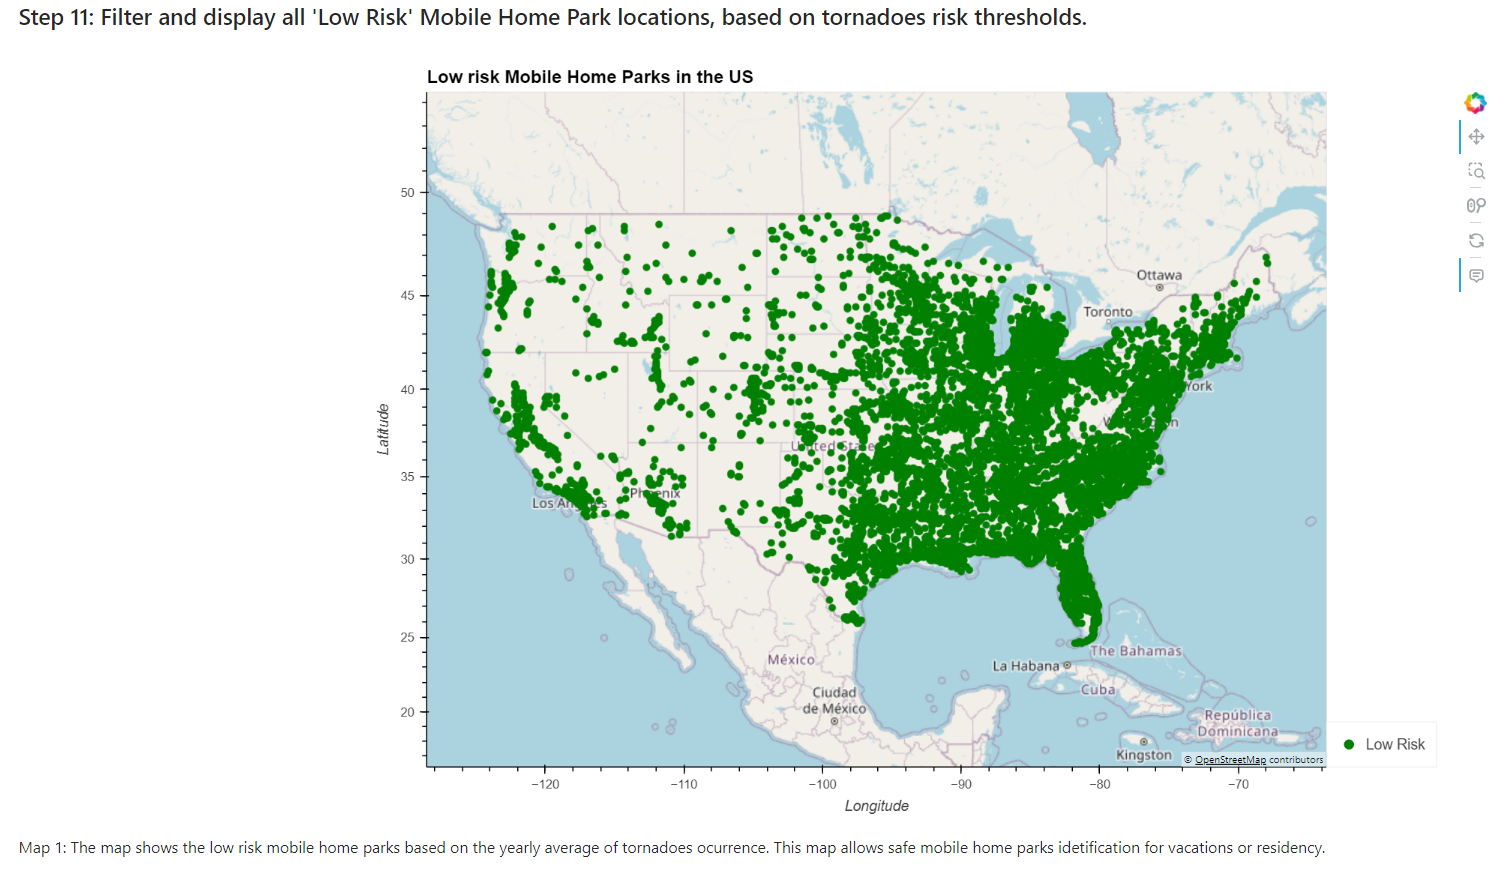 Step 11: Filter and display all 'Low Risk' Mobile Home Park locations, based on tornadoes risk thresholds.
Low risk Mobile Home Parks in the US
50
45
40
35
30
25
20
Latitude
Ottawa
Toronto
York
United State
Phoenix
Los An
México
Ciudad
de México
La Habana
The Bahamas
Cuba
República
Dominicana
Kingston
© OpenStreetMap contributors
−120
−110
−100
−90
−80
−70
Longitude
Low Risk
Map 1: The map shows the low risk mobile home parks based on the yearly average of tornadoes ocurrence. This map allows safe mobile home parks idetification for vacations or residency.